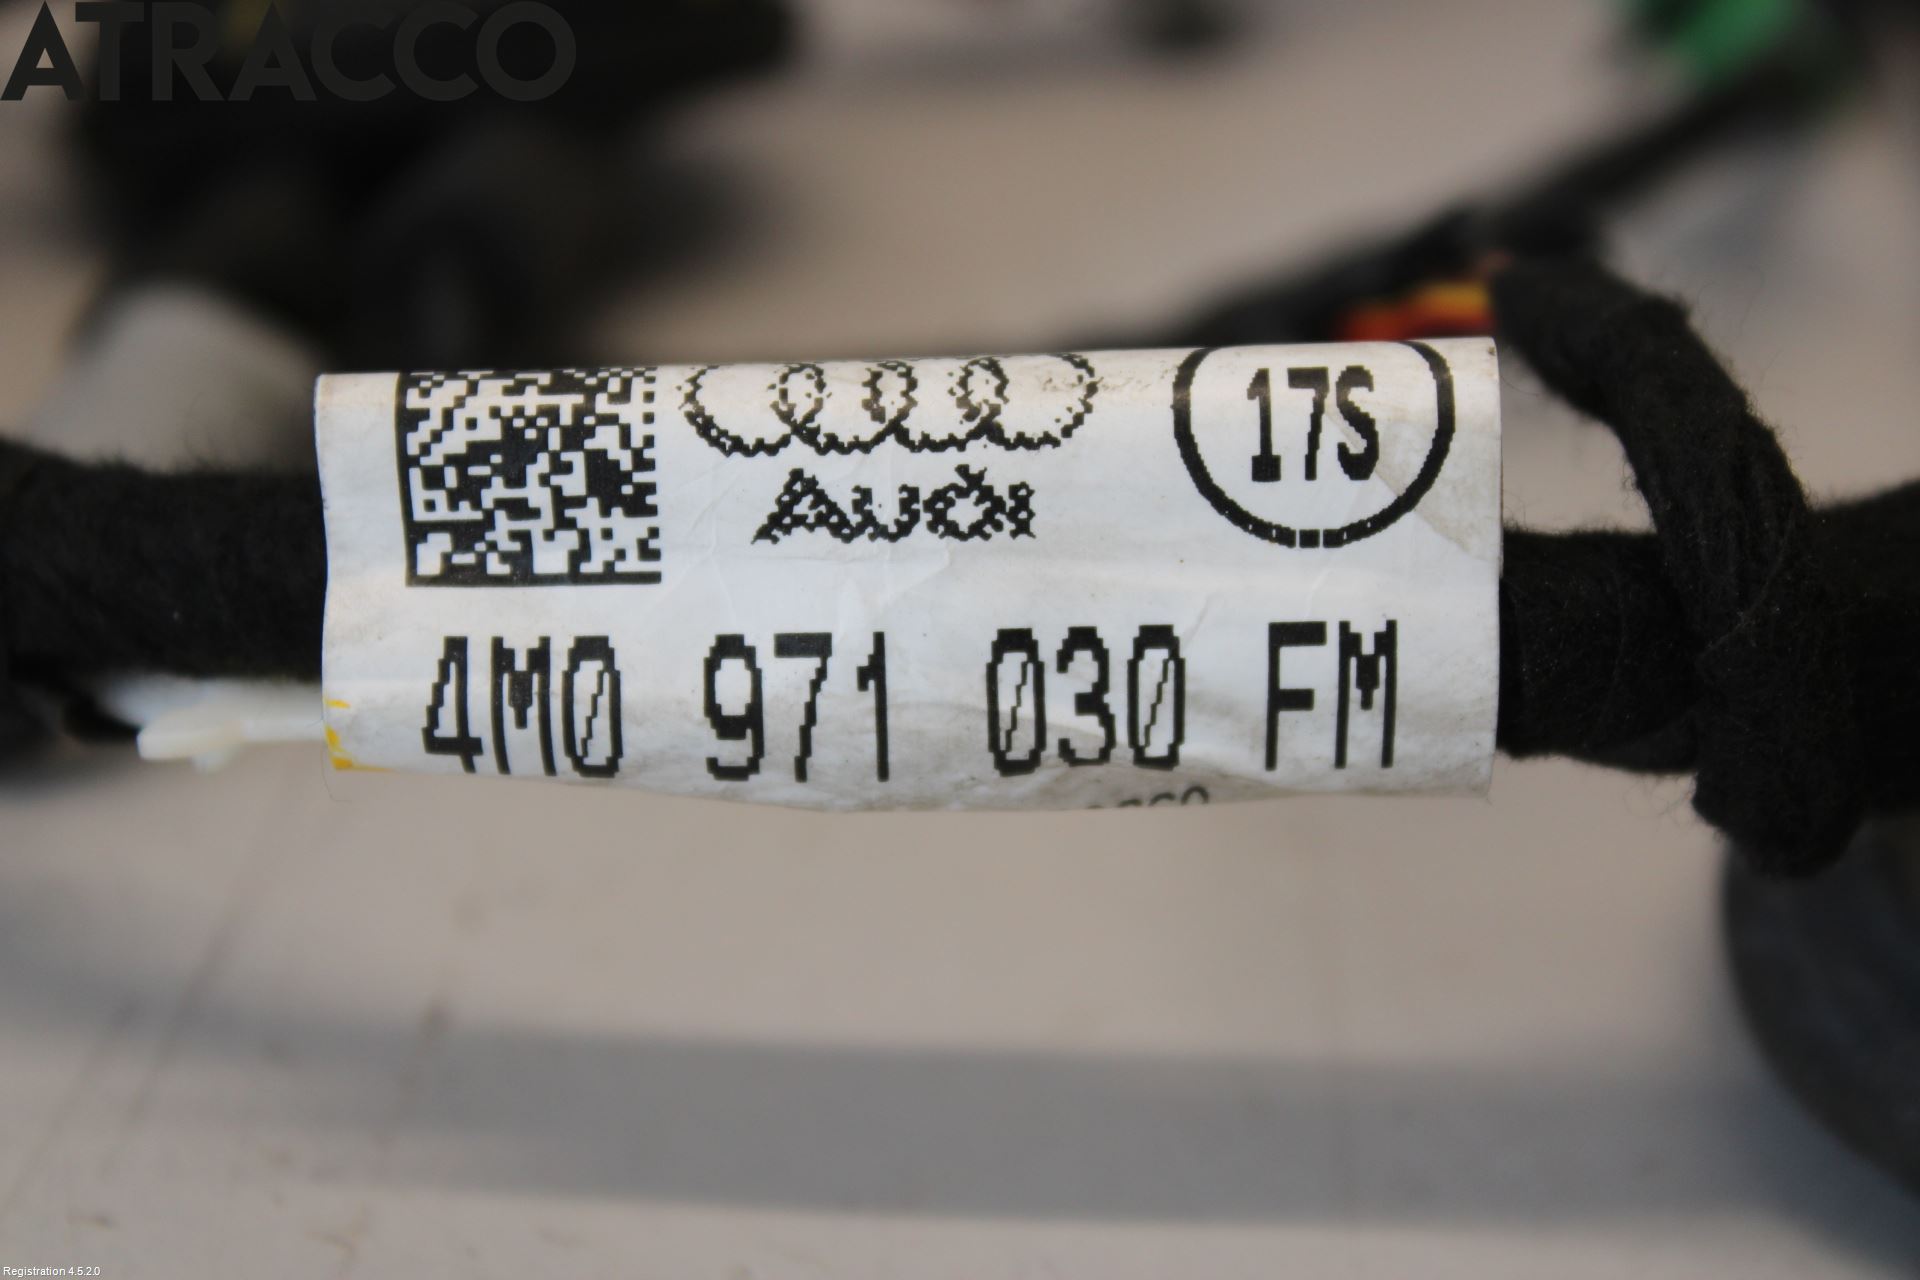 ATRACCO
Audi
17S
4M0 971 030 FM
Registration 4.5.2.0